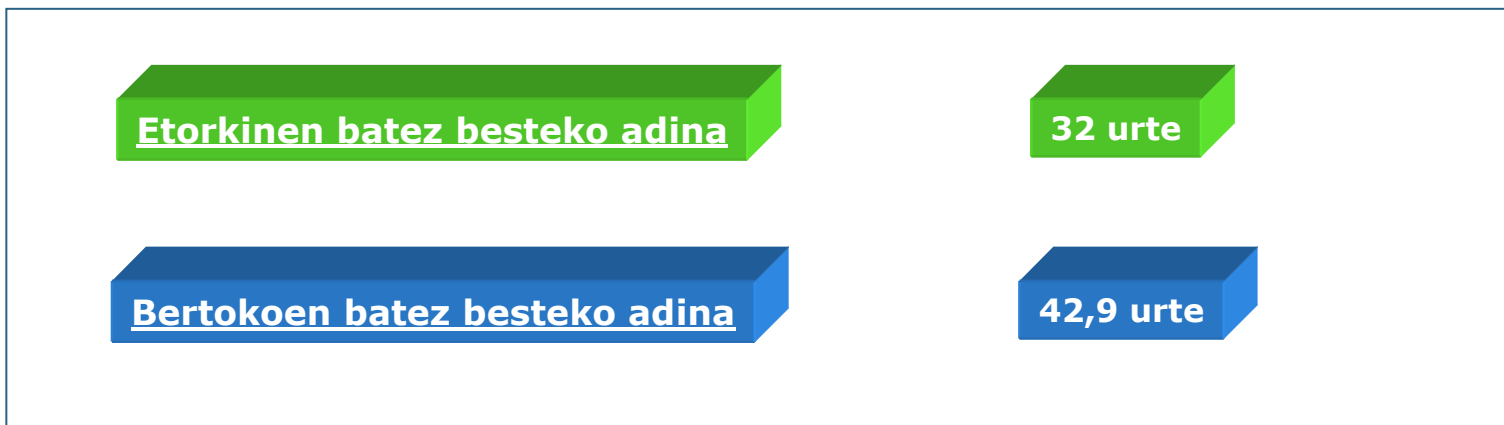 Etorkinen batez besteko adina
32 urte
Bertokoen batez besteko adina
42,9 urte